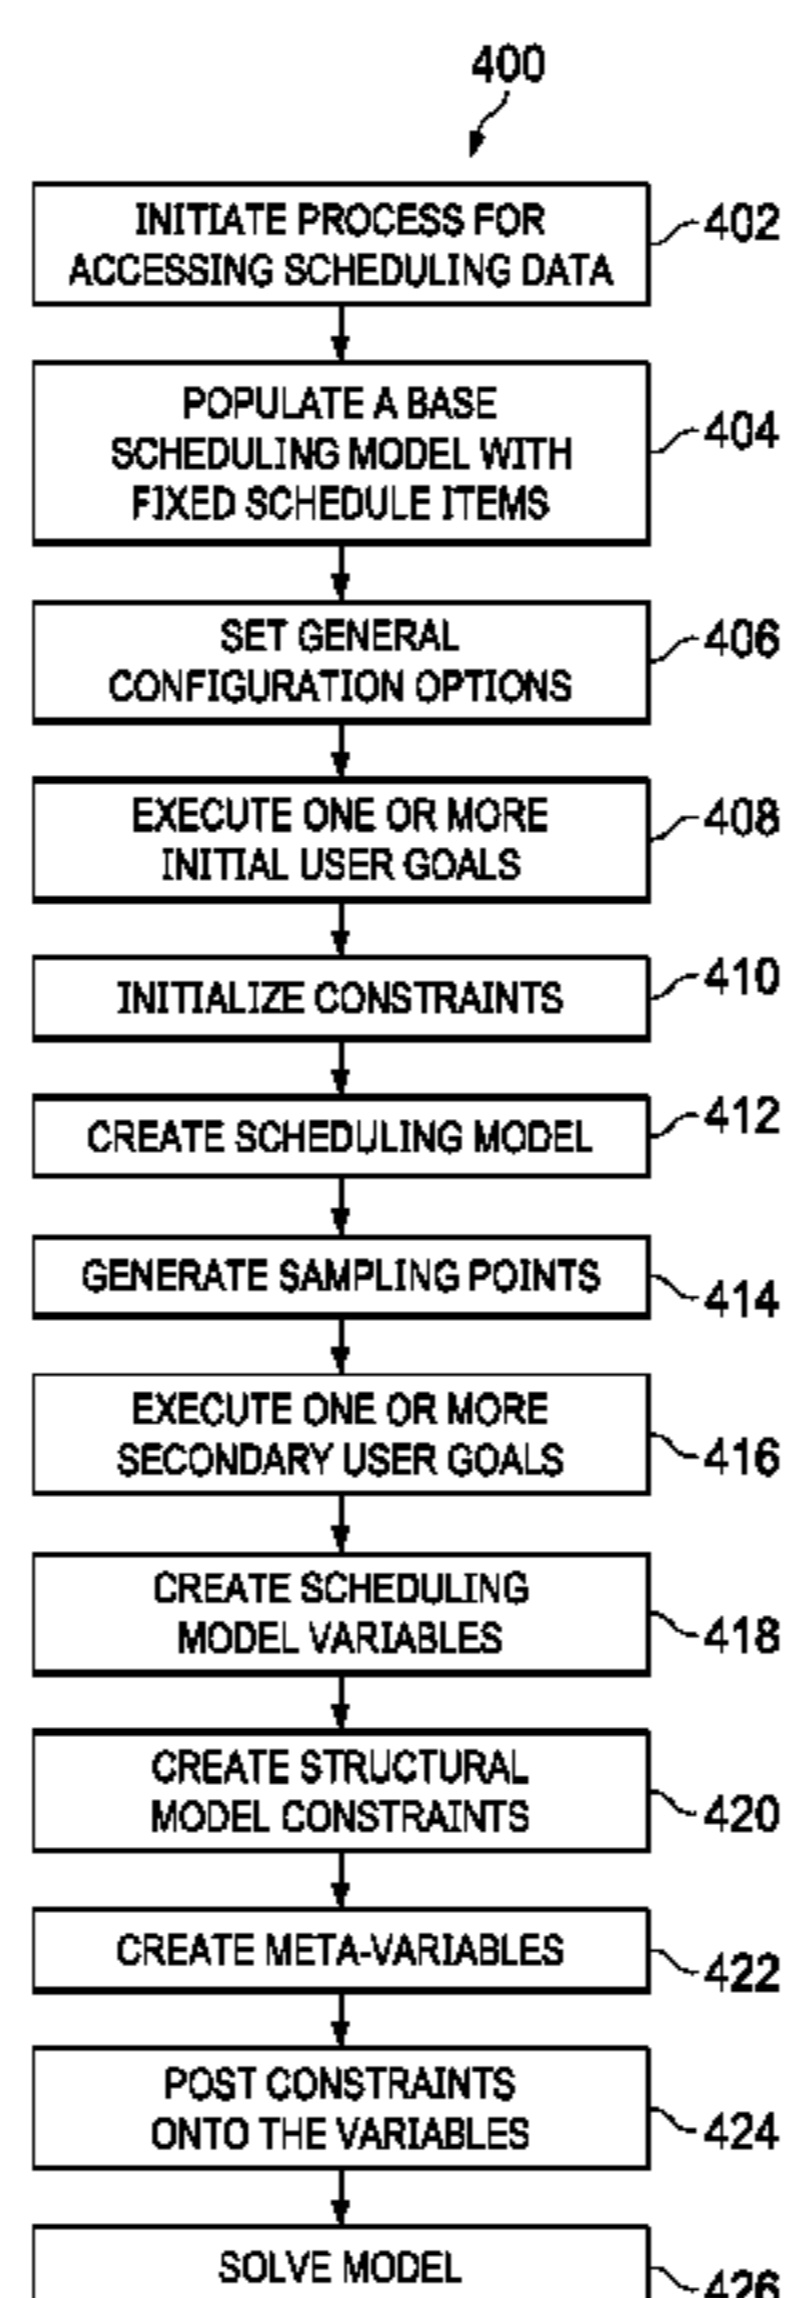 400
INITIATE PROCESS FOR
ACCESSING SCHEDULING DATA
402
POPULATE A BASE
SCHEDULING MODEL WITH
FIXED SCHEDULE ITEMS
404
SET GENERAL
CONFIGURATION OPTIONS
406
EXECUTE ONE OR MORE
INITIAL USER GOALS
408
INITIALIZE CONSTRAINTS
410
CREATE SCHEDULING MODEL
412
GENERATE SAMPLING POINTS
414
EXECUTE ONE OR MORE
SECONDARY USER GOALS
416
CREATE SCHEDULING
MODEL VARIABLES
418
CREATE STRUCTURAL
MODEL CONSTRAINTS
420
CREATE META-VARIABLES
422
POST CONSTRAINTS
ONTO THE VARIABLES
424
SOLVE MODEL
426